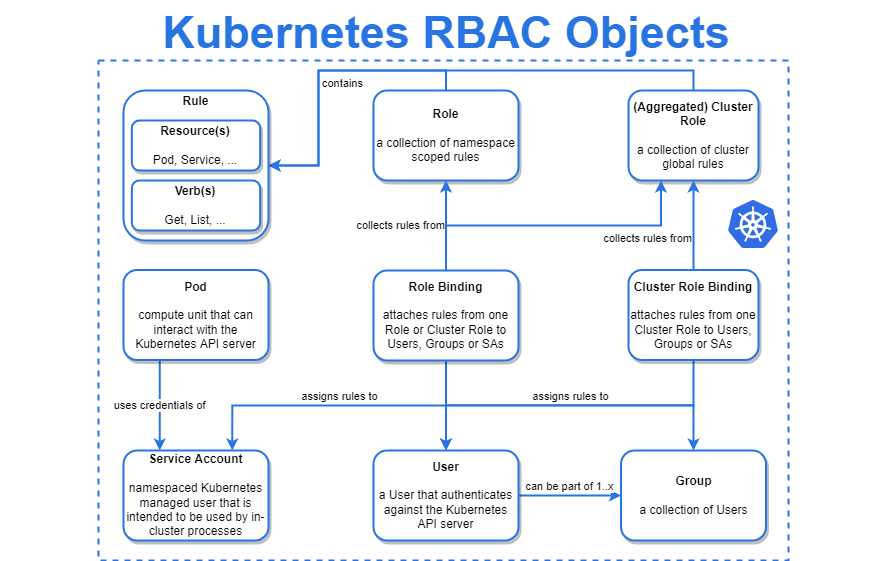 Kubernetes RBAC Objects
contains
Rule
Resource(s)
Pod, Service, ...
Verb(s)
Get, List, ...
Role
a collection of namespace
scoped rules
(Aggregated) Cluster
Role
a collection of cluster
global rules
collects rules from
collects rules from
Pod
compute unit that can
interact with the
Kubernetes API server
Role Binding
attaches rules from one
Role or Cluster Role to
Users, Groups or SAs
Cluster Role Binding
attaches rules from one
Cluster Role to Users,
Groups or SAs
uses credentials of
assigns rules to
assigns rules to
Service Account
namespaced Kubernetes
managed user that is
intended to be used by in-
cluster processes
User
a User that authenticates
against the Kubernetes
API server
can be part of 1..x
Group
a collection of Users